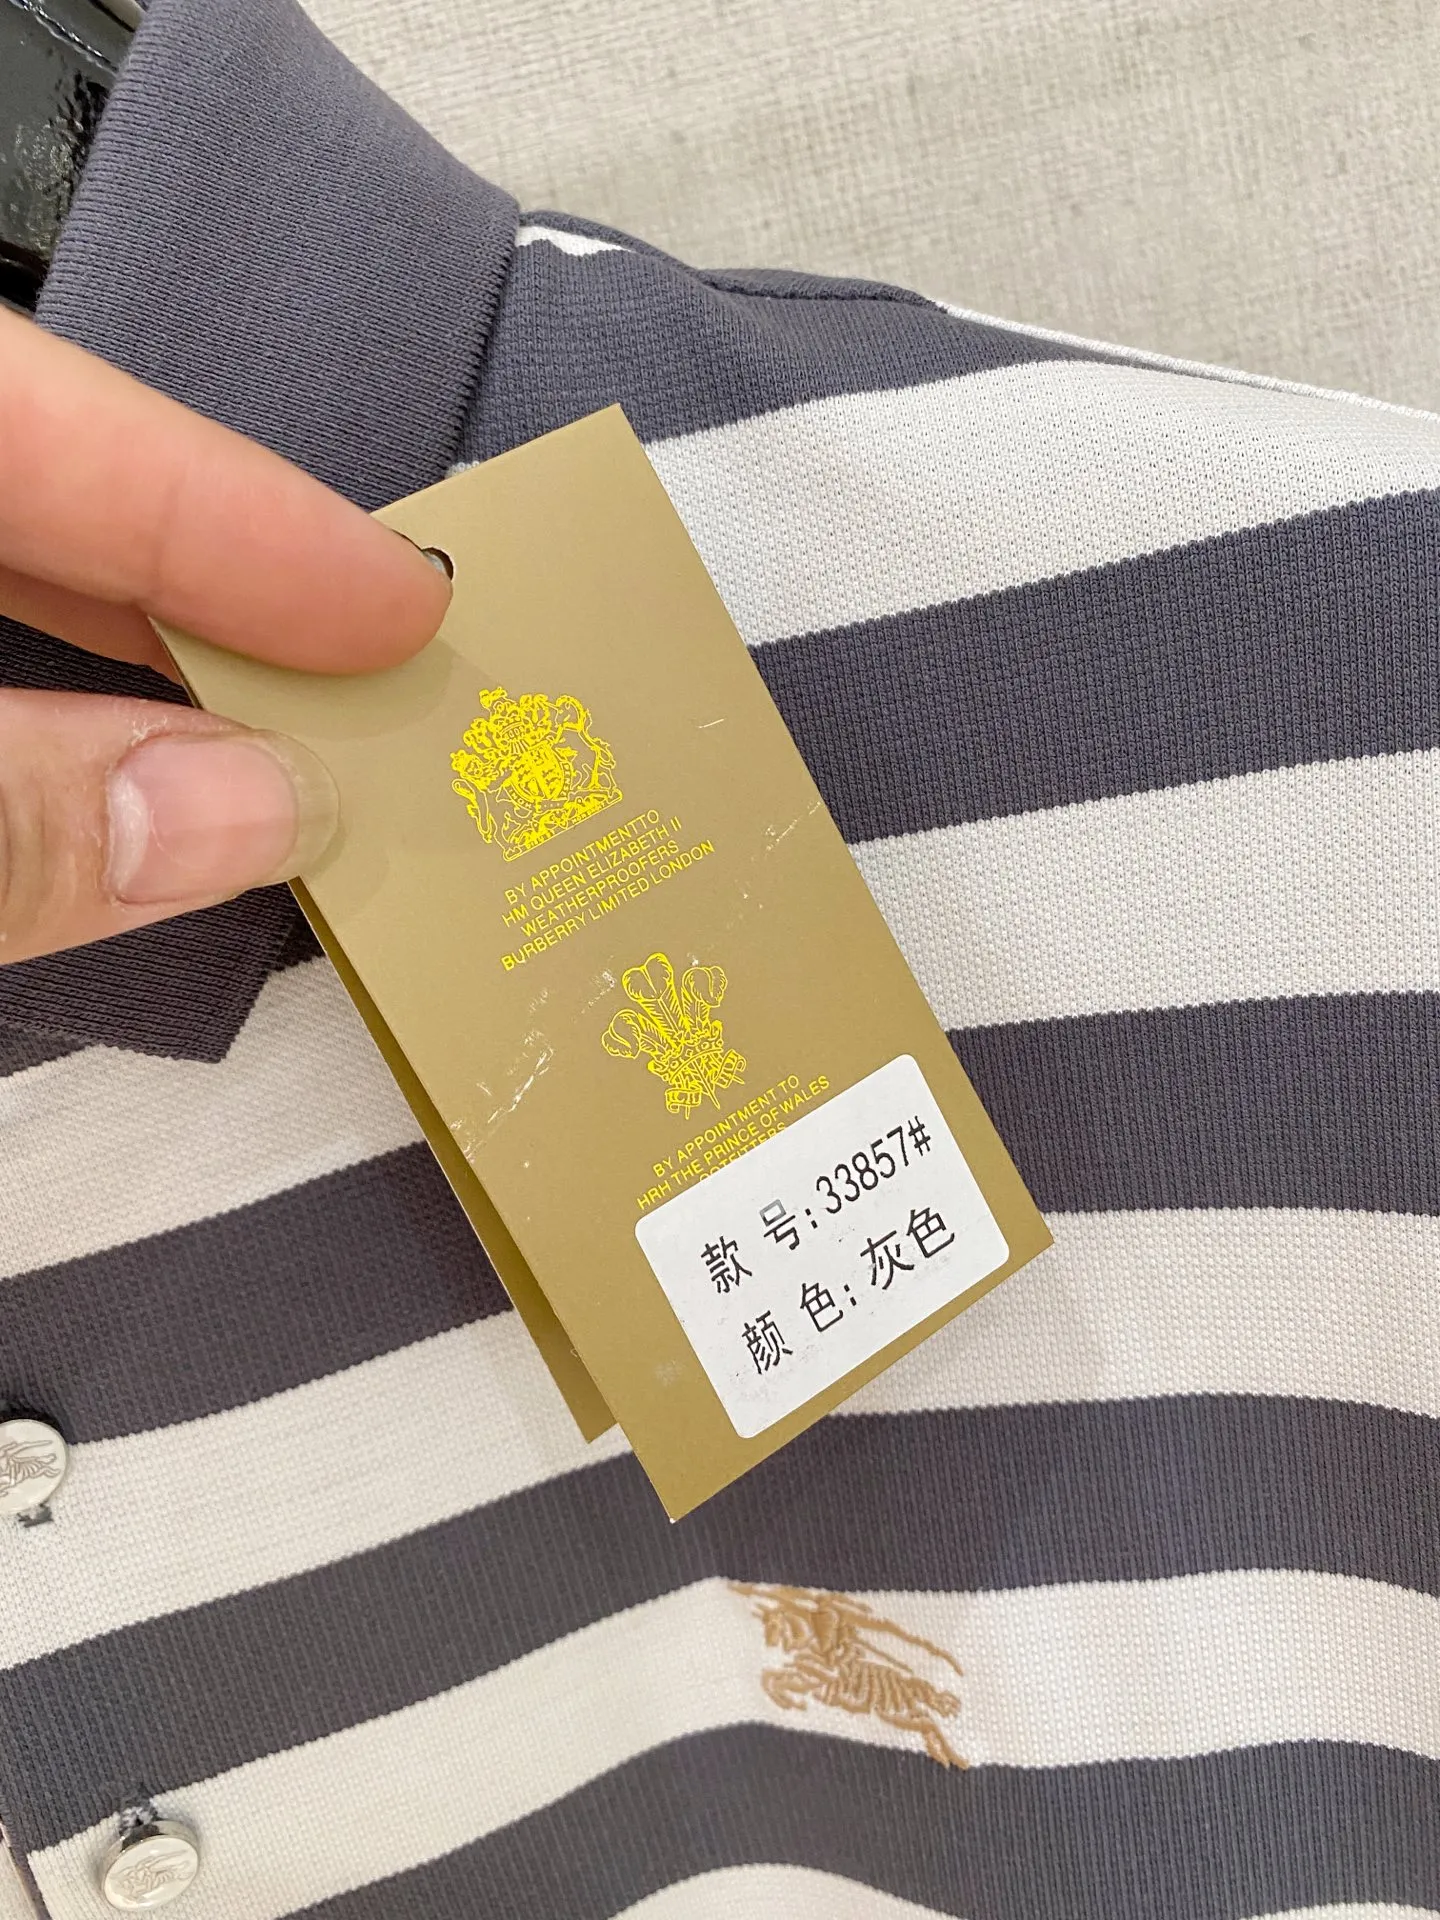 BY APPOINTMENTTO
HM QUEEN ELIZABETH II
WEATHERPROOFERS
BURBERRY LIMITED LONDON
BY APPOINTMENT TO
HRH THE PRINCE OF WALES
OUTFITTERS
款 号:33857#
颜 色:灰色